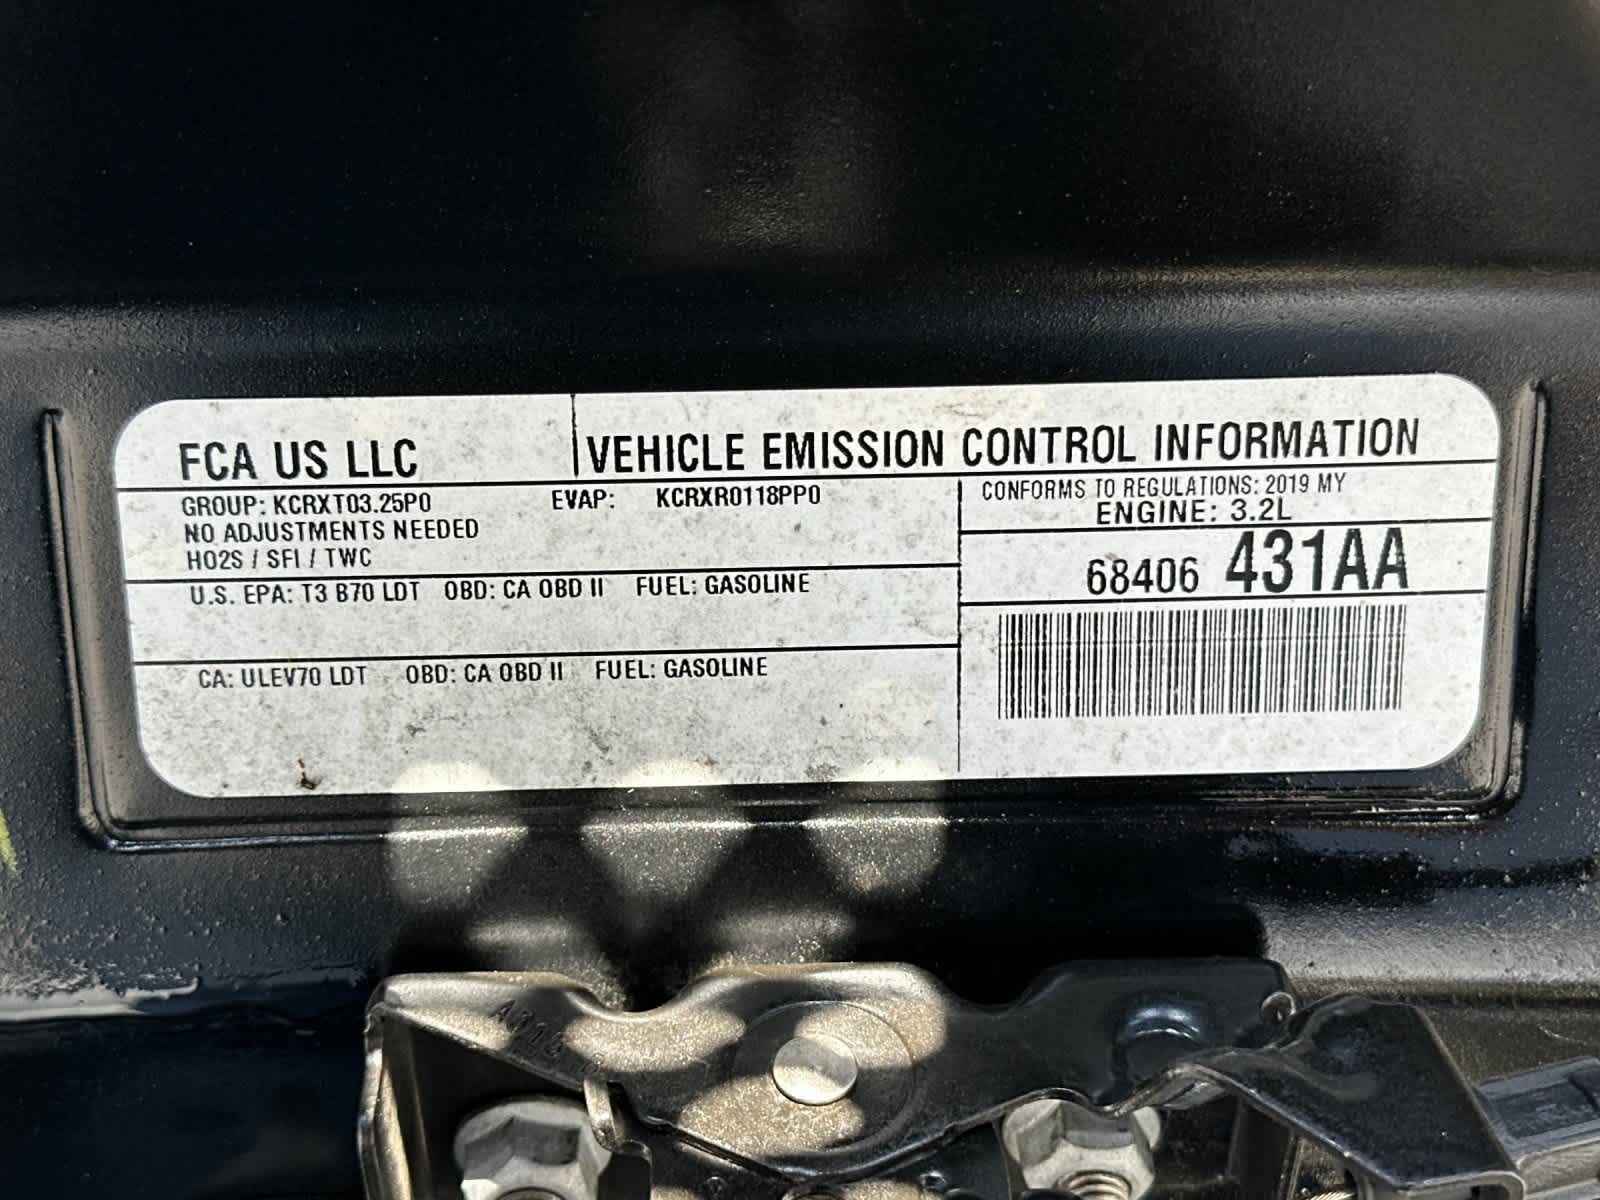 FCA US LLC
VEHICLE EMISSION CONTROL INFORMATION
GROUP: KCRXT03.25P0 EVAP: KCRXR0118PP0
NO ADJUSTMENTS NEEDED
HO2S / SFI / TWC
U.S. EPA: T3 B70 LDT OBD: CA OBD II FUEL: GASOLINE
CA: ULEV70 LDT OBD: CA OBD II FUEL: GASOLINE
CONFORMS TO REGULATIONS: 2019 MY
ENGINE: 3.2L
68406 431AA